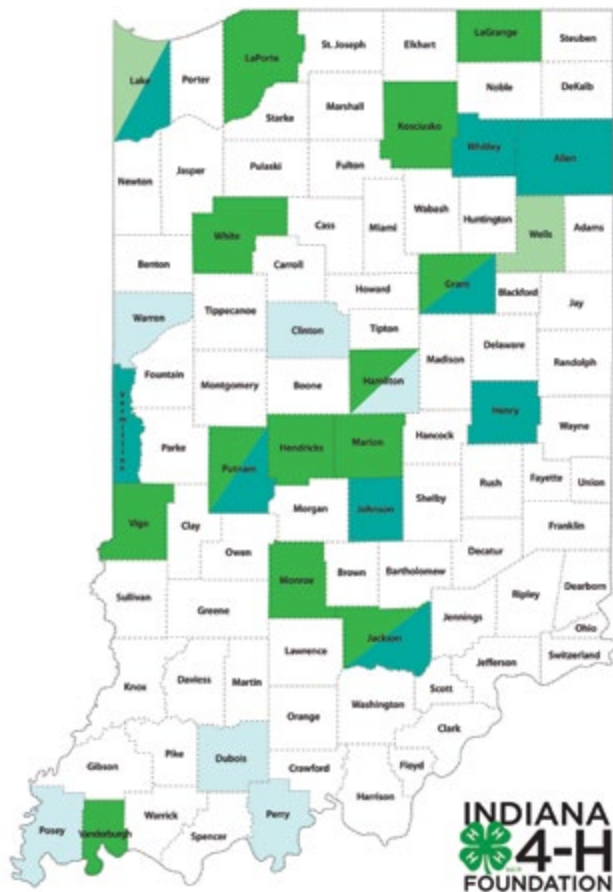 St. Joseph
Elkhart
LaGrange
Steuben
LaPorte
Lake
Porter
Noble
DeKalb
Starke
Marshall
Kosciusko
Whitley
Allen
Newton
Jasper
Pulaski
Fulton
Wabash
Huntington
Wells
Adams
White
Cass
Miami
Benton
Carroll
Grant
Blackford
Jay
Howard
Warren
Tippecanoe
Clinton
Tipton
Madison
Delaware
Randolph
Fountain
Montgomery
Boone
Hamilton
Henry
Wayne
Vermillion
Parke
Putnam
Hendricks
Marion
Hancock
Rush
Fayette
Union
Vigo
Clay
Morgan
Johnson
Shelby
Franklin
Owen
Decatur
Monroe
Brown
Bartholomew
Dearborn
Sullivan
Greene
Jennings
Ripley
Ohio
Jackson
Lawrence
Jefferson
Switzerland
Knox
Daviess
Martin
Washington
Scott
Orange
Clark
Pike
Dubois
Gibson
Crawford
Floyd
Harrison
Posey
Vanderburgh
Warrick
Spencer
Perry
INDIANA
H H H H
4-H
FOUNDATION